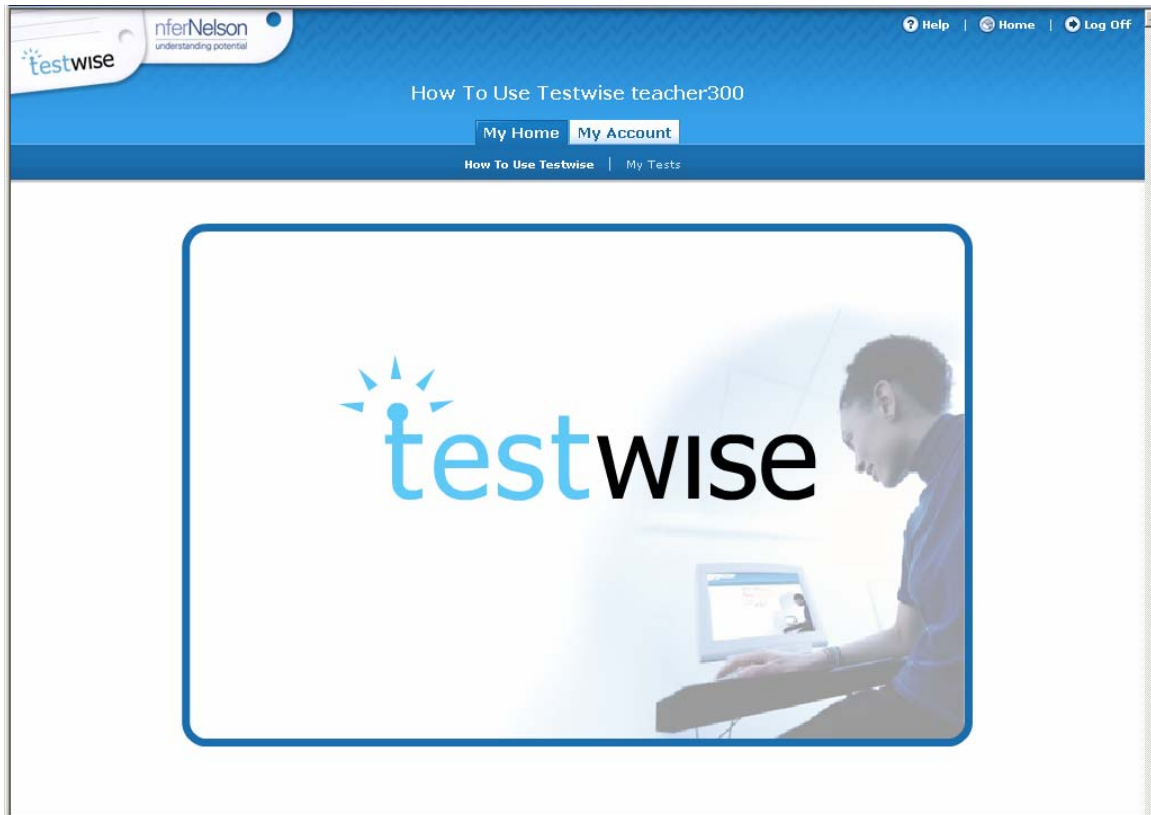 testwise
nferNelson
understanding potential
Help | Home | Log Off
How To Use Testwise teacher300
My Home My Account
How To Use Testwise | My Tests
testwise